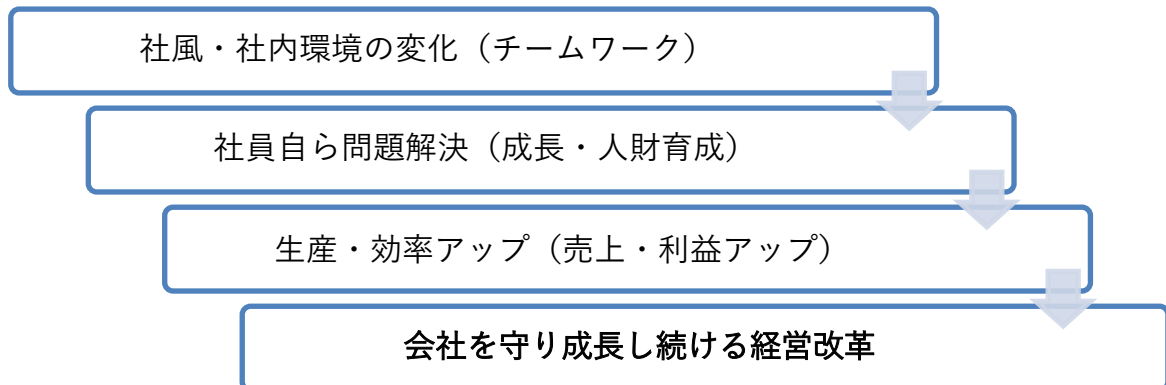 社風・社内環境の変化（チームワーク）
社員自ら問題解決（成長・人財育成）
生産・効率アップ（売上・利益アップ）
会社を守り成長し続ける経営改革